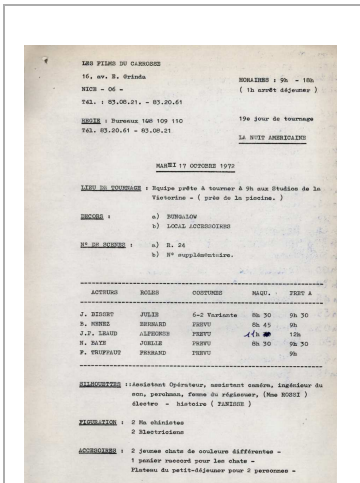 LES FILMS DU CARROSSE
16, av. E. Grinda
NICE - 06 -
Tél. : 83.08.21. - 83.20.61
HORAIRES : 9h - 18h
( 1h arrêt déjeuner )
REGIE : Bureaux 148 109 110
Tél. 83.20.61 - 83.08.21
19e jour de tournage
LA NUIT AMERICAINE
MARDI 17 OCTOBRE 1972
LIEU DE TOURNAGE : Equipe prête à tourner à 9h aux Studios de la
Victorine - ( près de la piscine. )
DECORS : a) BUNGALOW
b) LOCAL ACCESSOIRES
N° DE SCENES : a) R. 24
b) N° supplémentaire.
ACTEURS ROLES COSTUMES MAQU. PRET A
J. BISSET JULIE 6-2 Variante 8h 30 9h 30
B. MENEZ BERNARD PREVU 8h 45 9h
J.P. LEAUD ALPHONSE PREVU 11h 12h
N. BAYE JOELLE PREVU 8h 30 9h 30
F. TRUFFAUT FERRAND PREVU 9h
SILHOUETTES ::Assistant Opérateur, assistant caméra, ingénieur du
son, perchman, femme du régisseur, (Mme ROSSI )
électro - histoire ( TANISSE )
FIGURATION : 2 Ma chinistes
2 Electriciens
ACCESSOIRES : 2 jeunes chats de couleurs différentes -
1 panier raccord pour les chats -
Plateau du petit-déjeuner pour 2 personnes -